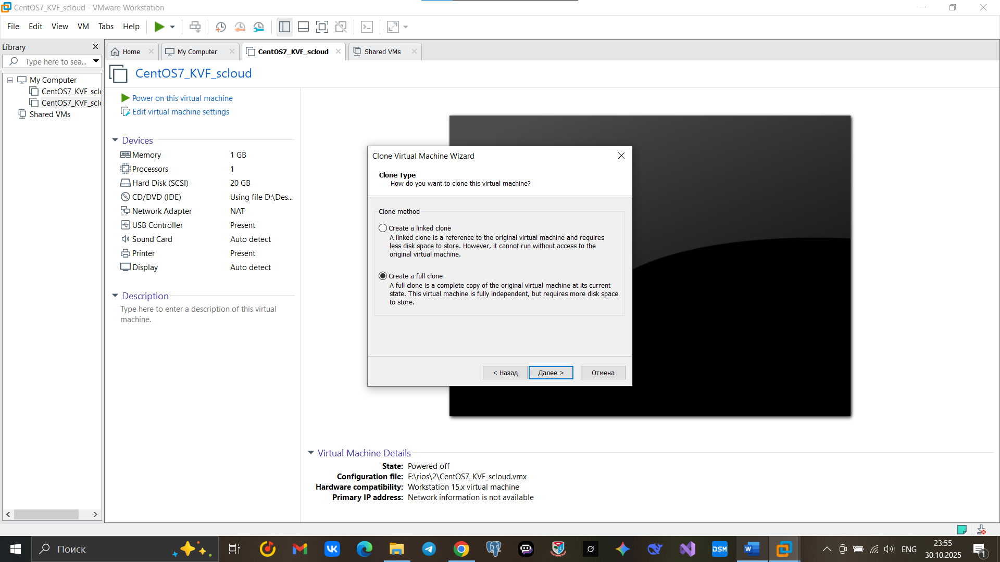 CentOS7_KVF_scloud - VMware Workstation
File Edit View VM Tabs Help
Library
Type here to sea...
My Computer
CentOS7_KVF_scl
CentOS7_KVF_scl
Shared VMs
Home
My Computer
CentOS7_KVF_scloud
Shared VMs
CentOS7_KVF_scloud
Power on this virtual machine
Edit virtual machine settings
Devices
Memory 1 GB
Processors 1
Hard Disk (SCSI) 20 GB
CD/DVD (IDE) Using file D:\Des...
Network Adapter NAT
USB Controller Present
Sound Card Auto detect
Printer Present
Display Auto detect
Description
Type here to enter a description of this virtual
machine.
Clone Virtual Machine Wizard
Clone Type
How do you want to clone this virtual machine?
Clone method
Create a linked clone
A linked clone is a reference to the original virtual machine and requires
less disk space to store. However, it cannot run without access to the
original virtual machine.
Create a full clone
A full clone is a complete copy of the original virtual machine at its current
state. This virtual machine is fully independent, but requires more disk space
to store.
< Назад
Далее >
Отмена
Virtual Machine Details
State: Powered off
Configuration file: E:\rios\2\CentOS7_KVF_scloud.vmx
Hardware compatibility: Workstation 15.x virtual machine
Primary IP address: Network information is not available
Поиск
DSM
ENG
23:55
30.10.2025
1